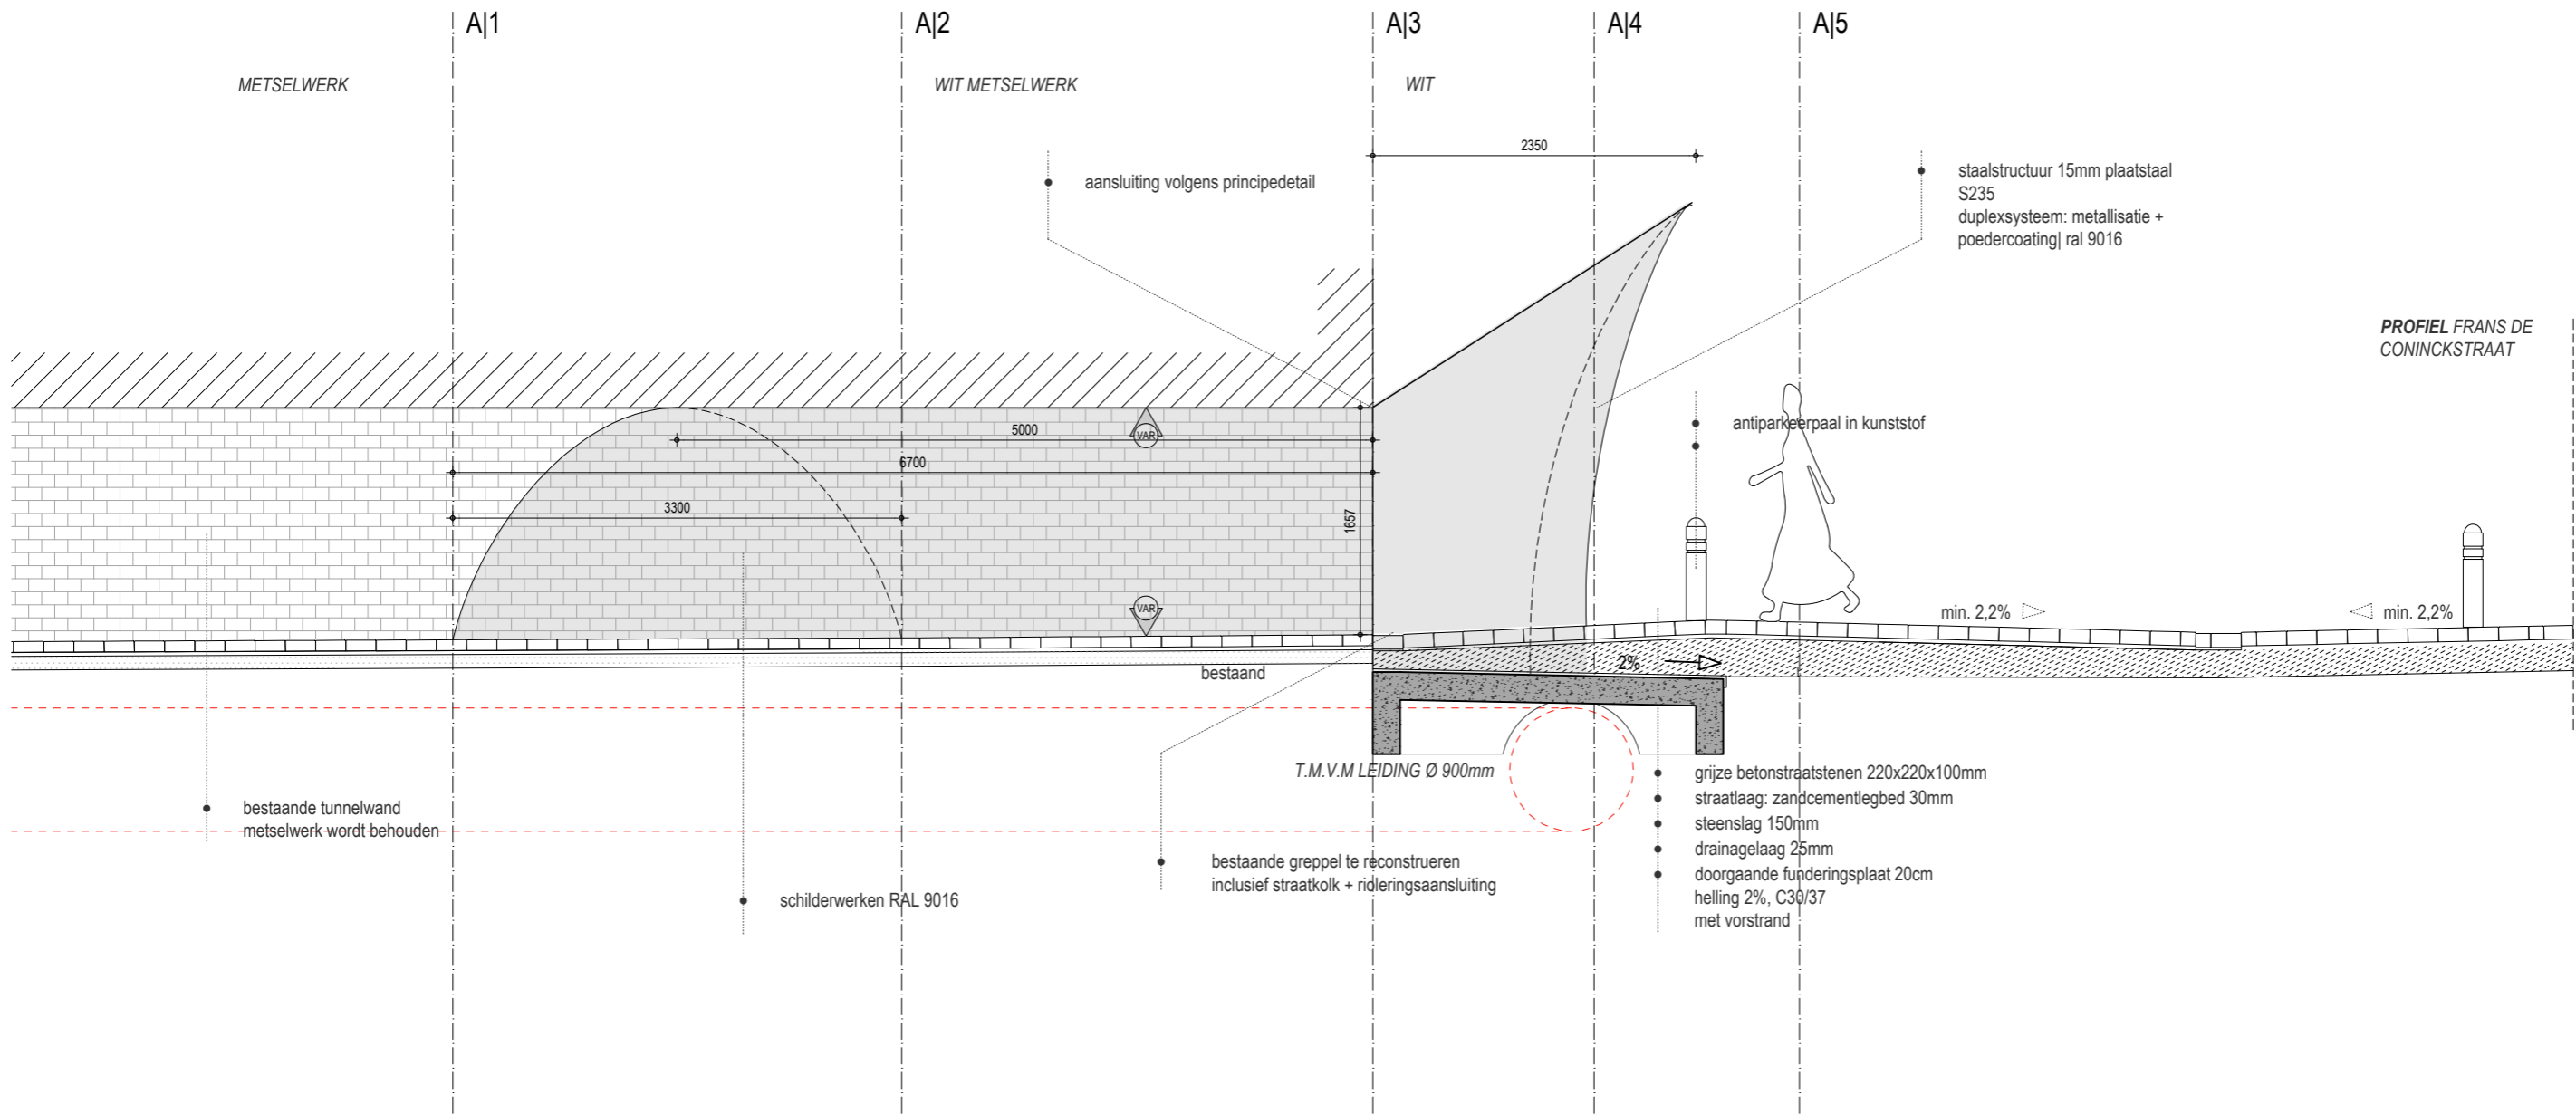 A|1
A|2
A|3
A|4
A|5
METSELWERK
WIT METSELWERK
WIT
2350
aansluiting volgens principedetail
staalstructuur 15mm plaatstaal
S235
duplexsysteem: metallisatie +
poedercoating| ral 9016
PROFIEL FRANS DE
CONINCKSTRAAT
antiparkeerpaal in kunststof
5000
VAR
6700
3300
1657
VAR
min. 2,2%
min. 2,2%
2%
bestaand
T.M.V.M LEIDING Ø 900mm
grijze betonstraatstenen 220x220x100mm
straatlaag: zandcementlegbed 30mm
steenslag 150mm
drainagelaag 25mm
doorgaande funderingsplaat 20cm
helling 2%, C30/37
met vorstrand
bestaande tunnelwand
metselwerk wordt behouden
bestaande greppel te reconstrueren
inclusief straatkolk + rioleringsaansluiting
schilderwerken RAL 9016